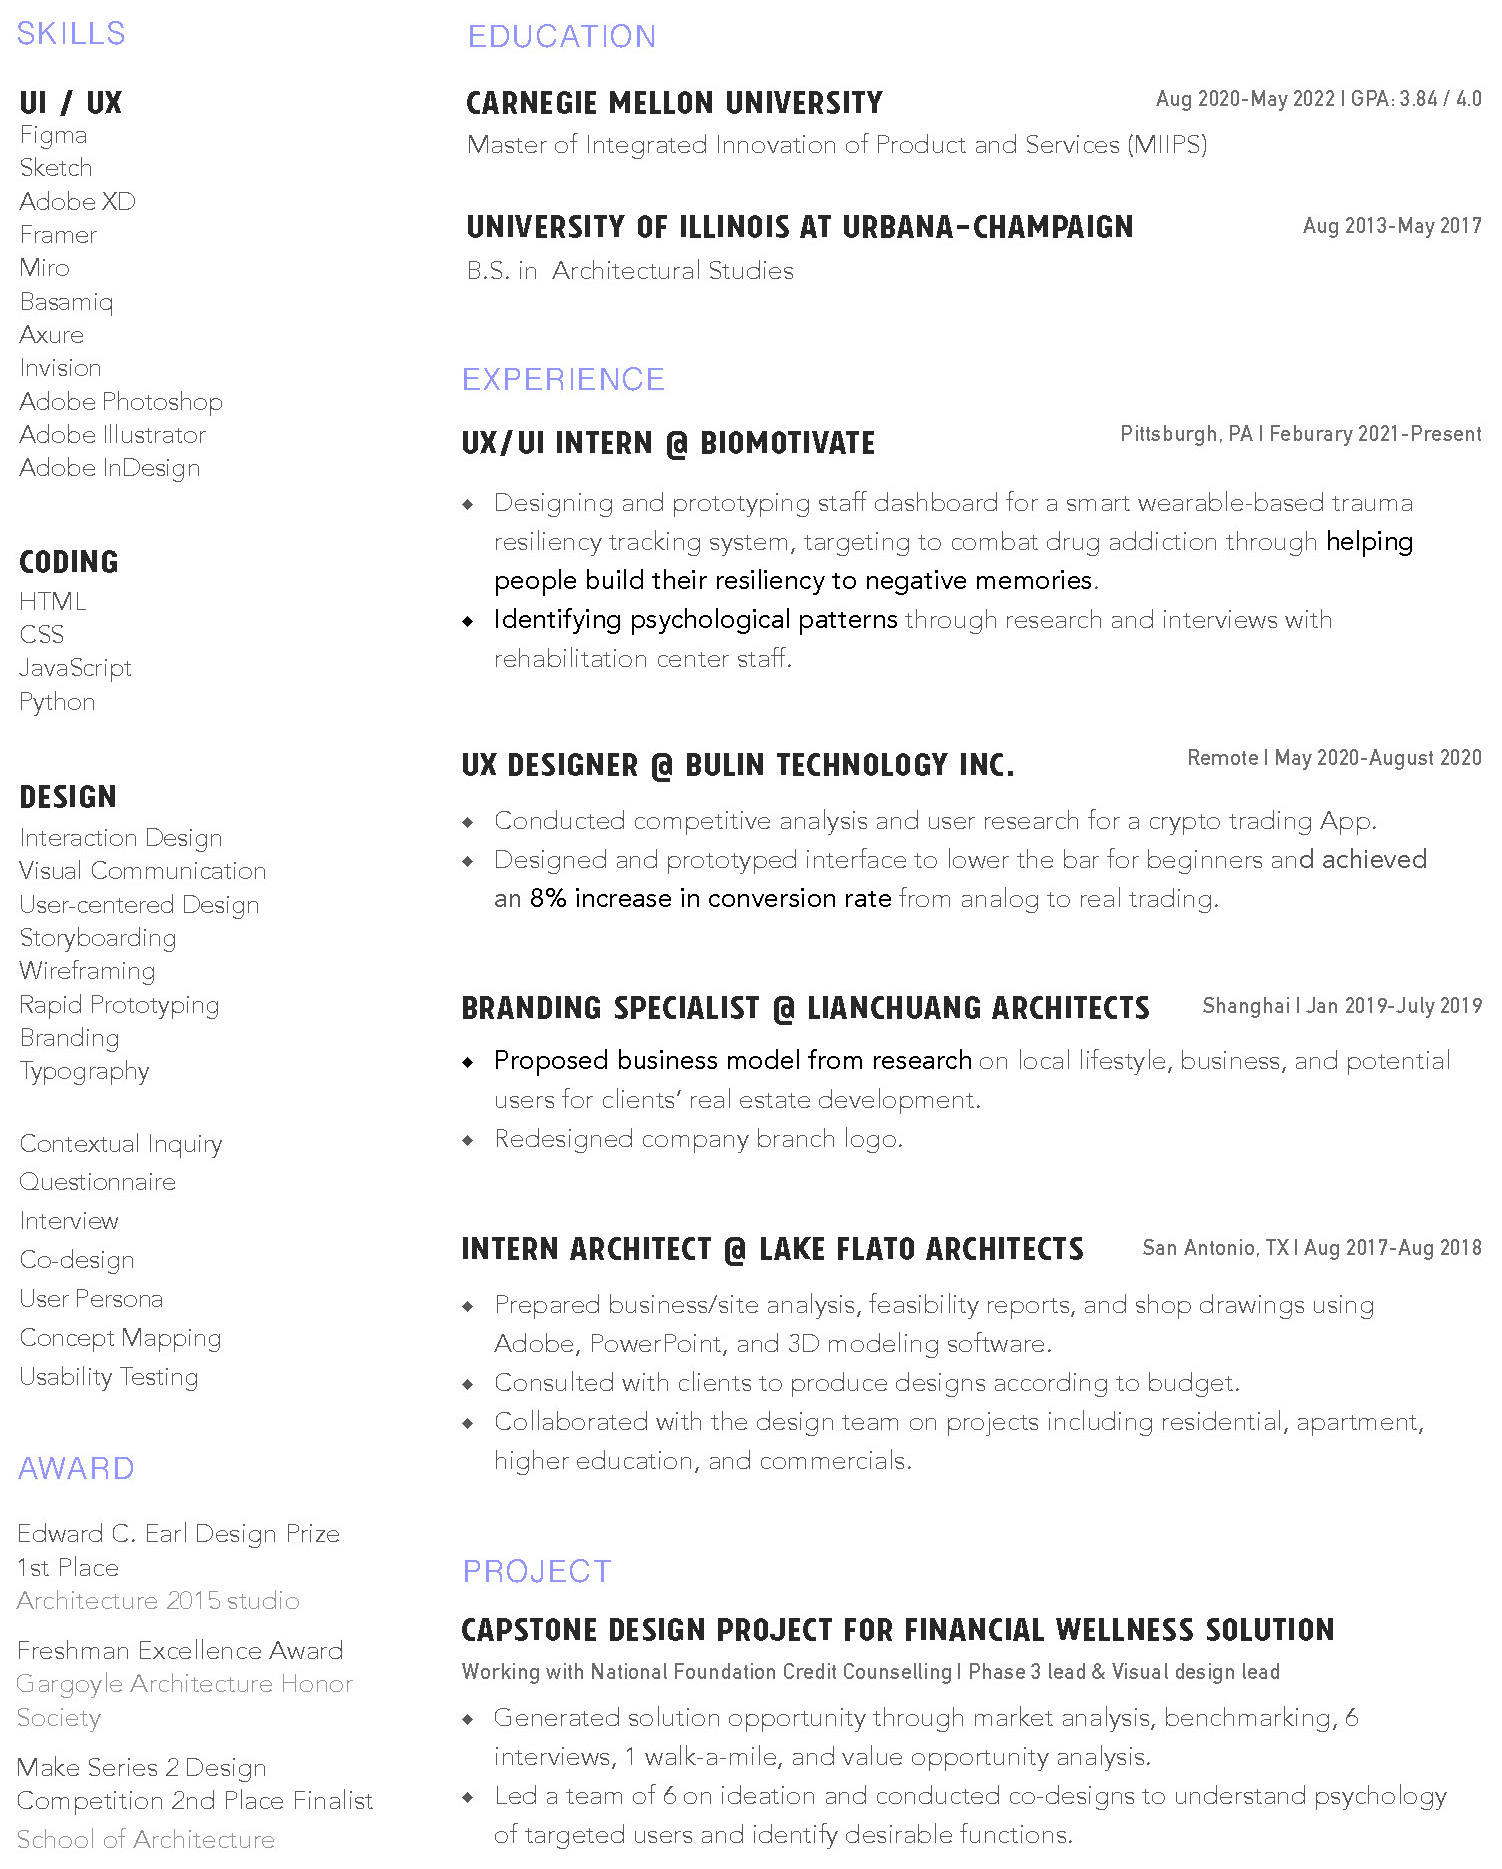 SKILLS
UI / UX
Figma
Sketch
Adobe XD
Framer
Miro
Basamiq
Axure
Invision
Adobe Photoshop
Adobe Illustrator
Adobe InDesign
CODING
HTML
CSS
JavaScript
Python
DESIGN
Interaction Design
Visual Communication
User-centered Design
Storyboarding
Wireframing
Rapid Prototyping
Branding
Typography
Contextual Inquiry
Questionnaire
Interview
Co-design
User Persona
Concept Mapping
Usability Testing
AWARD
Edward C. Earl Design Prize
1st Place
Architecture 2015 studio
Freshman Excellence Award
Gargoyle Architecture Honor
Society
Make Series 2 Design
Competition 2nd Place Finalist
School of Architecture
EDUCATION
CARNEGIE MELLON UNIVERSITY Aug 2020-May 2022 | GPA: 3.84 / 4.0
Master of Integrated Innovation of Product and Services (MIIPS)
UNIVERSITY OF ILLINOIS AT URBANA-CHAMPAIGN Aug 2013-May 2017
B.S. in Architectural Studies
EXPERIENCE
UX/UI INTERN @ BIOMOTIVATE Pittsburgh, PA | Feburary 2021-Present
◆ Designing and prototyping staff dashboard for a smart wearable-based trauma
resiliency tracking system, targeting to combat drug addiction through helping
people build their resiliency to negative memories.
◆ Identifying psychological patterns through research and interviews with
rehabilitation center staff.
UX DESIGNER @ BULIN TECHNOLOGY INC. Remote | May 2020-August 2020
◆ Conducted competitive analysis and user research for a crypto trading App.
◆ Designed and prototyped interface to lower the bar for beginners and achieved
an 8% increase in conversion rate from analog to real trading.
BRANDING SPECIALIST @ LIANCHUANG ARCHITECTS Shanghai | Jan 2019-July 2019
◆ Proposed business model from research on local lifestyle, business, and potential
users for clients’ real estate development.
◆ Redesigned company branch logo.
INTERN ARCHITECT @ LAKE FLATO ARCHITECTS San Antonio, TX | Aug 2017-Aug 2018
◆ Prepared business/site analysis, feasibility reports, and shop drawings using
Adobe, PowerPoint, and 3D modeling software.
◆ Consulted with clients to produce designs according to budget.
◆ Collaborated with the design team on projects including residential, apartment,
higher education, and commercials.
PROJECT
CAPSTONE DESIGN PROJECT FOR FINANCIAL WELLNESS SOLUTION
Working with National Foundation Credit Counselling | Phase 3 lead & Visual design lead
◆ Generated solution opportunity through market analysis, benchmarking, 6
interviews, 1 walk-a-mile, and value opportunity analysis.
◆ Led a team of 6 on ideation and conducted co-designs to understand psychology
of targeted users and identify desirable functions.